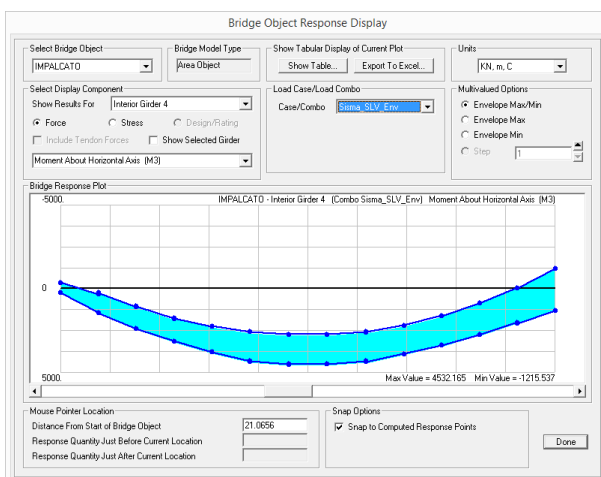 Bridge Object Response Display
Select Bridge Object
IMPALCATO
Bridge Model Type
Area Object
Show Tabular Display of Current Plot
Show Table...
Export To Excel...
Units
KN, m, C
Select Display Component
Show Results For
Interior Girder 4
Force
Stress
Design/Rating
Include Tendon Forces
Show Selected Girder
Moment About Horizontal Axis (M3)
Load Case/Load Combo
Case/Combo
Sisma_SLV_Env
Multivalued Options
Envelope Max/Min
Envelope Max
Envelope Min
Step
1
Bridge Response Plot
-5000.
IMPALCATO - Interior Girder 4 (Combo Sisma_SLV_Env) Moment About Horizontal Axis (M3)
0
5000.
Max Value = 4532.165 Min Value = -1215.537
Mouse Pointer Location
Distance From Start of Bridge Object
21.0656
Response Quantity Just Before Current Location
Response Quantity Just After Current Location
Snap Options
Snap to Computed Response Points
Done